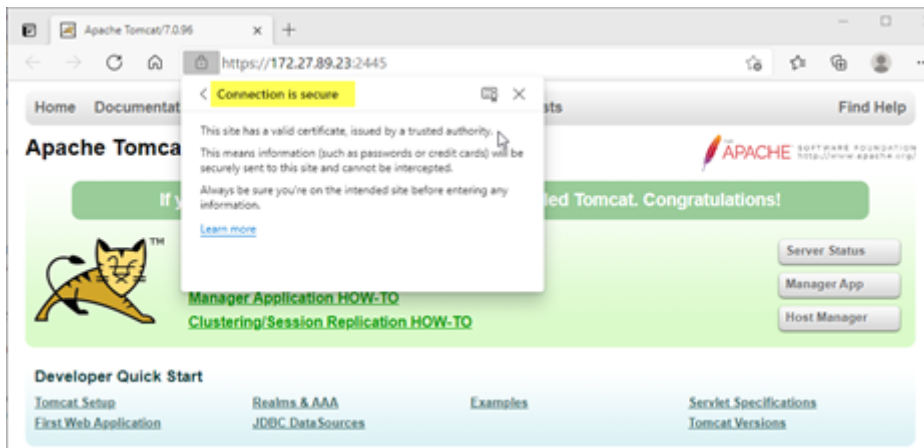 Apache Tomcat/7.0.96
https://172.27.89.23:2445
Home Documentat
sts
Find Help
Connection is secure
This site has a valid certificate, issued by a trusted authority.
This means information (such as passwords or credit cards) will be
securely sent to this site and cannot be intercepted.
Always be sure you're on the intended site before entering any
information.
Learn more
Apache Tomca
THE
APACHE SOFTWARE FOUNDATION
http://www.apache.org/
If y
led Tomcat. Congratulations!
TM
Manager Application HOW-TO
Clustering/Session Replication HOW-TO
Server Status
Manager App
Host Manager
Developer Quick Start
Tomcat Setup
Realms & AAA
Examples
Servlet Specifications
First Web Application
JDBC DataSources
Tomcat Versions